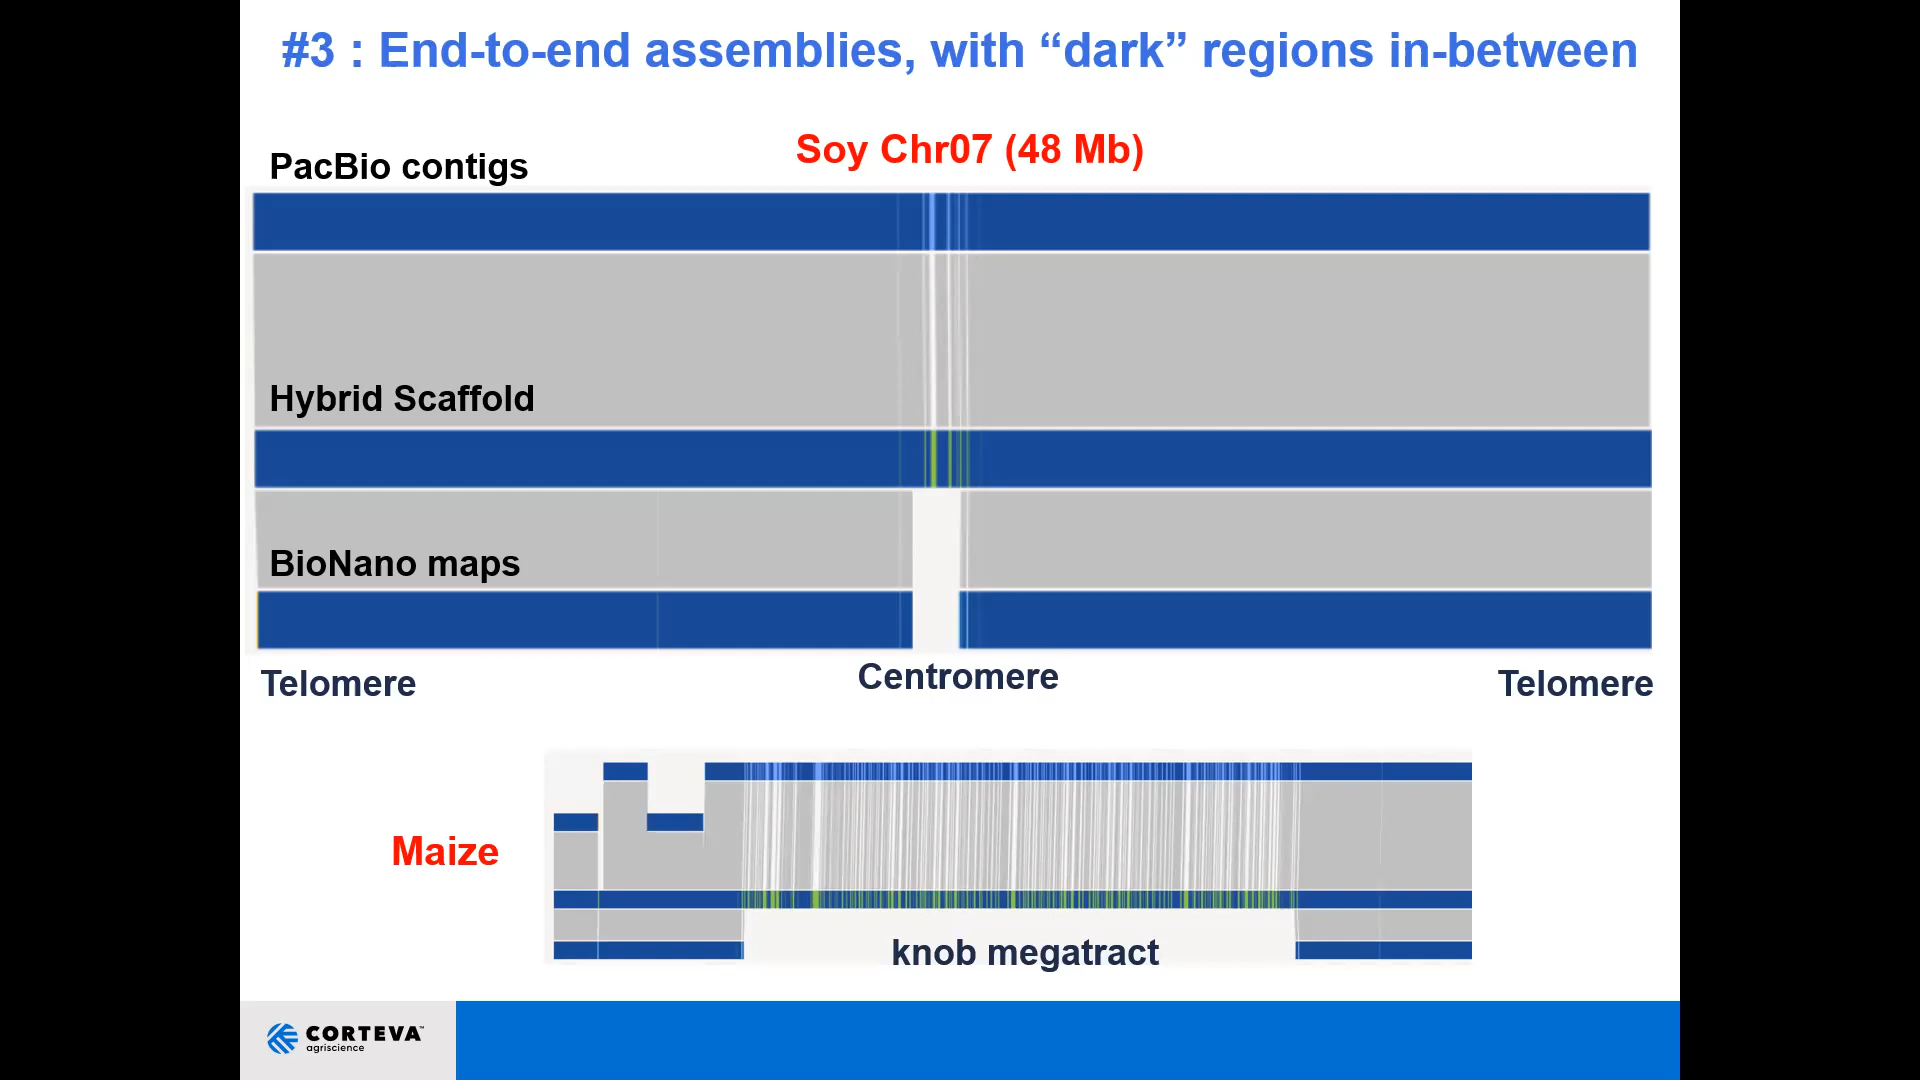 #3 : End-to-end assemblies, with “dark” regions in-between
Soy Chr07 (48 Mb)
PacBio contigs
Hybrid Scaffold
BioNano maps
Telomere
Centromere
Telomere
Maize
knob megatract
CORTEVA™
agriscience